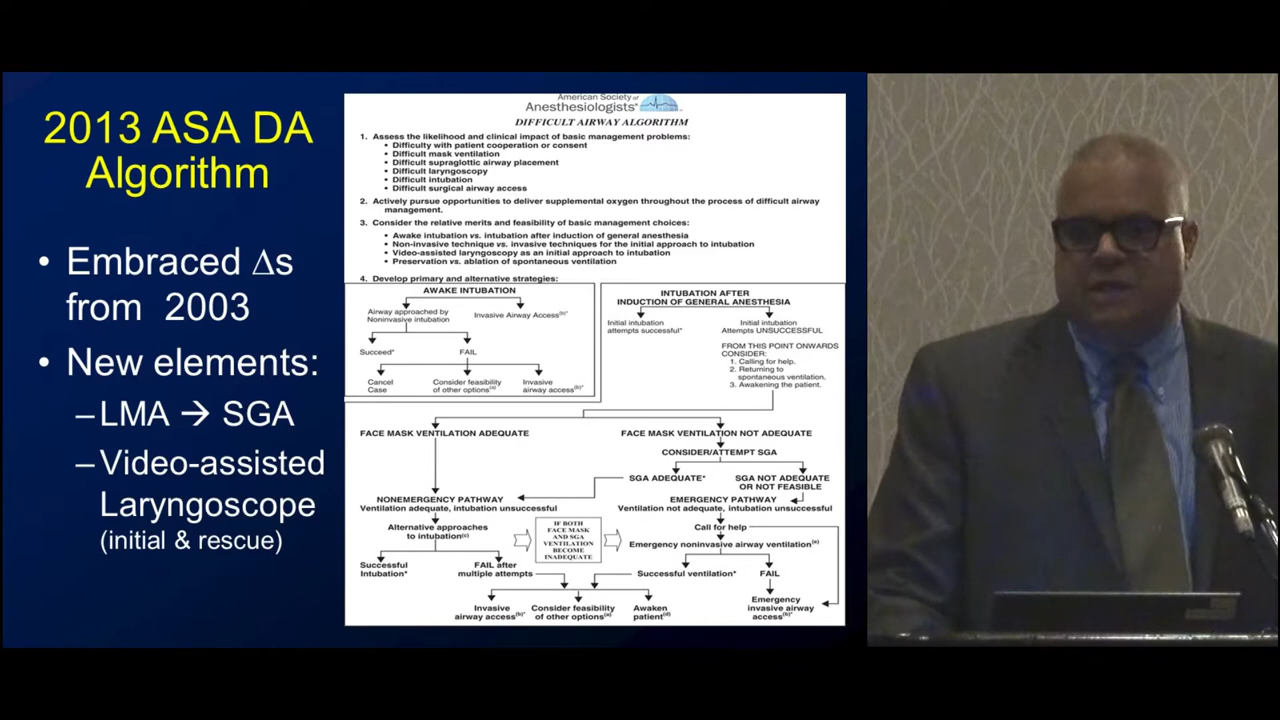 2013 ASA DA
Algorithm
• Embraced ∆s
from 2003
• New elements:
–LMA → SGA
–Video-assisted
Laryngoscope
(initial & rescue)
American Society of
Anesthesiologists®
DIFFICULT AIRWAY ALGORITHM
1. Assess the likelihood and clinical impact of basic management problems:
• Difficulty with patient cooperation or consent
• Difficult mask ventilation
• Difficult supraglottic airway placement
• Difficult laryngoscopy
• Difficult intubation
• Difficult surgical airway access
2. Actively pursue opportunities to deliver supplemental oxygen throughout the process of difficult airway
management.
3. Consider the relative merits and feasibility of basic management choices:
• Awake intubation vs. intubation after induction of general anesthesia
• Non-invasive technique vs. invasive techniques for the initial approach to intubation
• Video-assisted laryngoscopy as an initial approach to intubation
• Preservation vs. ablation of spontaneous ventilation
4. Develop primary and alternative strategies:
AWAKE INTUBATION
Airway approached by
Noninvasive intubation
Invasive Airway Access(b)*
Succeed*
FAIL
Cancel
Case
Consider feasibility
of other options(a)
Invasive
airway access(b)*
INTUBATION AFTER
INDUCTION OF GENERAL ANESTHESIA
Initial intubation
attempts successful*
Initial intubation
Attempts UNSUCCESSFUL
FROM THIS POINT ONWARDS
CONSIDER:
1. Calling for help.
2. Returning to
spontaneous ventilation.
3. Awakening the patient.
FACE MASK VENTILATION ADEQUATE
FACE MASK VENTILATION NOT ADEQUATE
CONSIDER/ATTEMPT SGA
SGA ADEQUATE*
SGA NOT ADEQUATE
OR NOT FEASIBLE
NONEMERGENCY PATHWAY
Ventilation adequate, intubation unsuccessful
EMERGENCY PATHWAY
Ventilation not adequate, intubation unsuccessful
Alternative approaches
to intubation(c)
IF BOTH
FACE MASK
AND SGA
VENTILATION
BECOME
INADEQUATE
Call for help
Emergency noninvasive airway ventilation(e)
Successful
Intubation*
FAIL after
multiple attempts
Successful ventilation*
FAIL
Invasive
airway access(b)*
Consider feasibility
of other options(a)
Awaken
patient(d)
Emergency
invasive airway
access(b)*